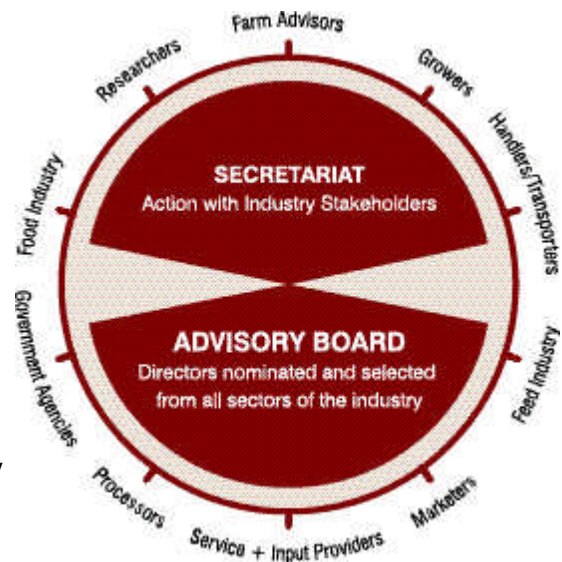 Farm Advisors
Growers
Handlers/Transporters
Feed Industry
Marketers
Service + Input Providers
Processors
Government Agencies
Food Industry
Researchers
SECRETARIAT
Action with Industry Stakeholders
ADVISORY BOARD
Directors nominated and selected
from all sectors of the industry